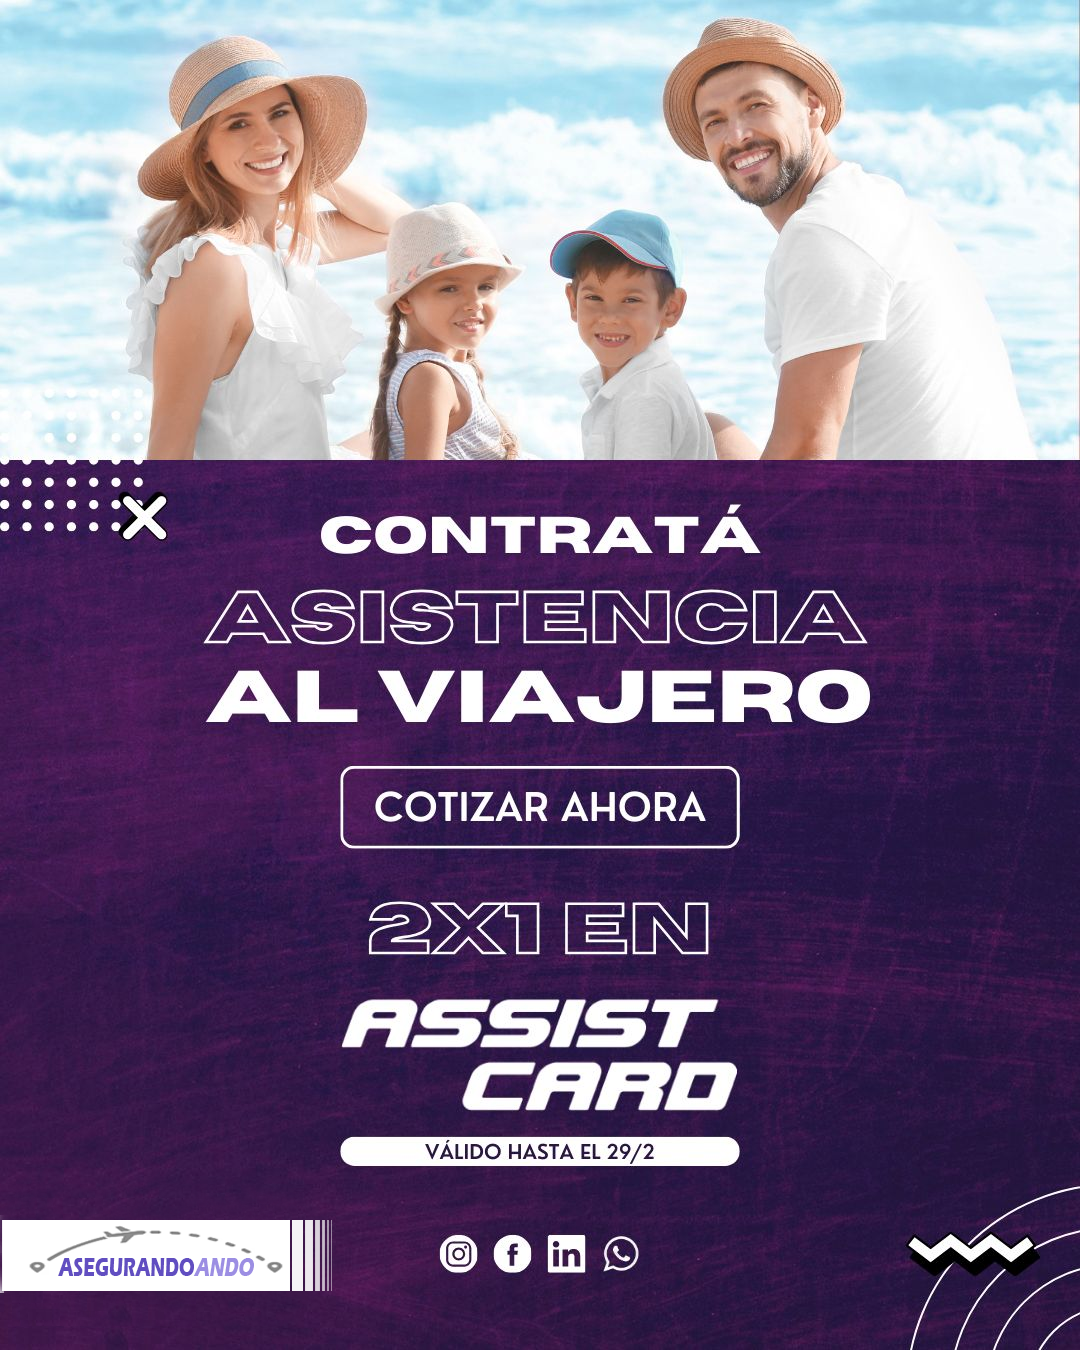 CONTRATÁ
ASISTENCIA
AL VIAJERO
COTIZAR AHORA
2X1 EN
ASSIST
CARD
VÁLIDO HASTA EL 29/2
ASEGURANDOANDO